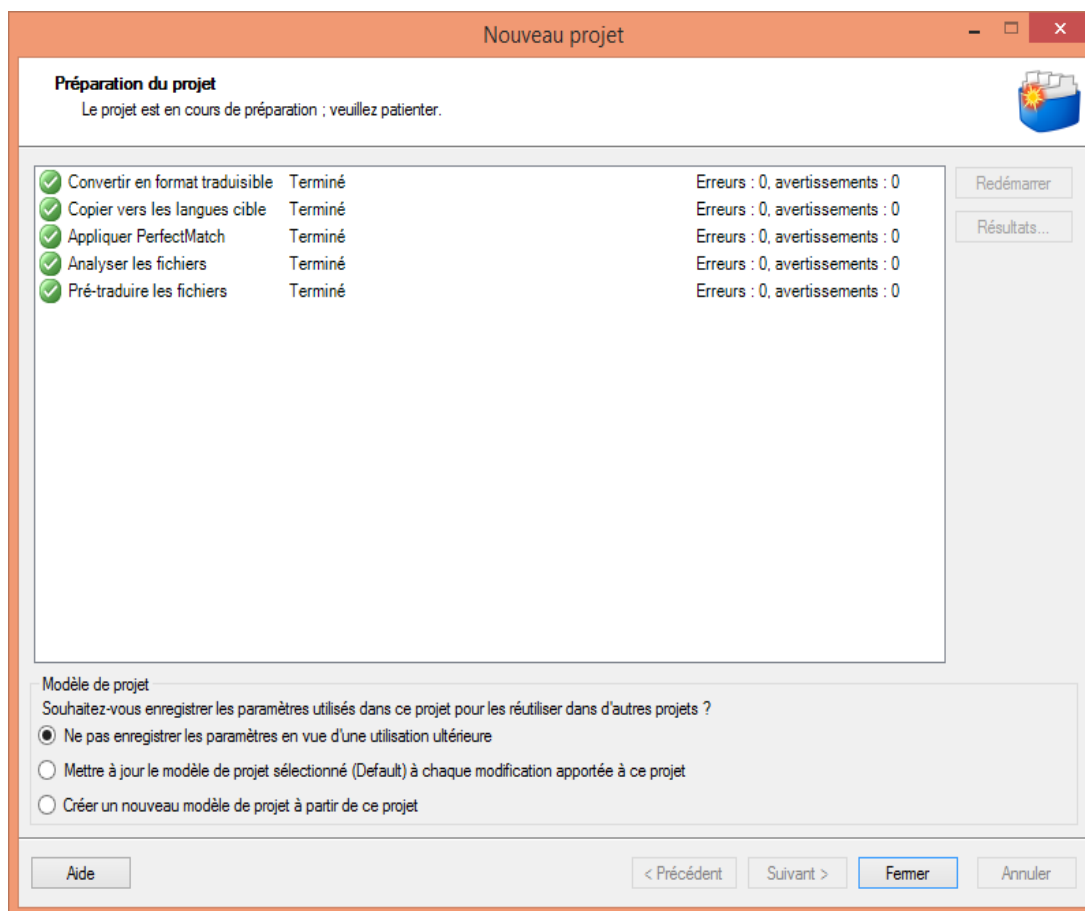 Nouveau projet
Préparation du projet
Le projet est en cours de préparation ; veuillez patienter.
Convertir en format traduisible Terminé Erreurs : 0, avertissements : 0
Copier vers les langues cible Terminé Erreurs : 0, avertissements : 0
Appliquer PerfectMatch Terminé Erreurs : 0, avertissements : 0
Analyser les fichiers Terminé Erreurs : 0, avertissements : 0
Pré-traduire les fichiers Terminé Erreurs : 0, avertissements : 0
Redémarrer
Résultats...
Modèle de projet
Souhaitez-vous enregistrer les paramètres utilisés dans ce projet pour les réutiliser dans d'autres projets ?
Ne pas enregistrer les paramètres en vue d'une utilisation ultérieure
Mettre à jour le modèle de projet sélectionné (Default) à chaque modification apportée à ce projet
Créer un nouveau modèle de projet à partir de ce projet
Aide < Précédent Suivant > Fermer Annuler